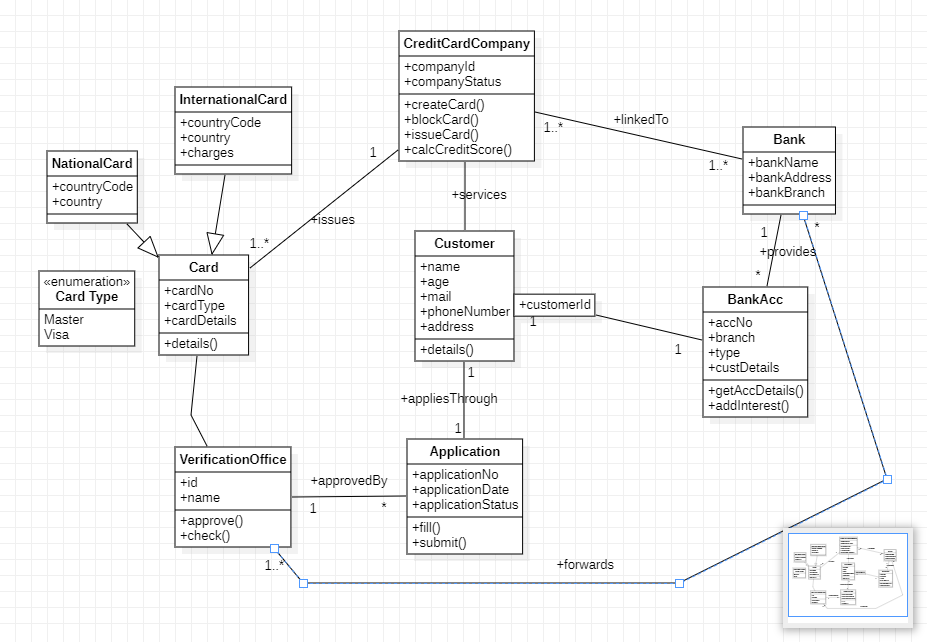 CreditCardCompany
+companyId
+companyStatus
+createCard()
+blockCard()
+issueCard()
+calcCreditScore()
InternationalCard
+countryCode
+country
+charges
NationalCard
+countryCode
+country
1
1..*
+linkedTo
1..*
Bank
+bankName
+bankAddress
+bankBranch
+services
+issues
1..*
Card
+cardNo
+cardType
+cardDetails
+details()
«enumeration»
Card Type
Master
Visa
Customer
+name
+age
+mail
+phoneNumber
+address
+details()
+customerId
1
1
1
*
+provides
*
BankAcc
+accNo
+branch
+type
+custDetails
+getAccDetails()
+addInterest()
1
+appliesThrough
1
VerificationOffice
+id
+name
+approve()
+check()
+approvedBy
1
*
Application
+applicationNo
+applicationDate
+applicationStatus
+fill()
+submit()
1..*
+forwards